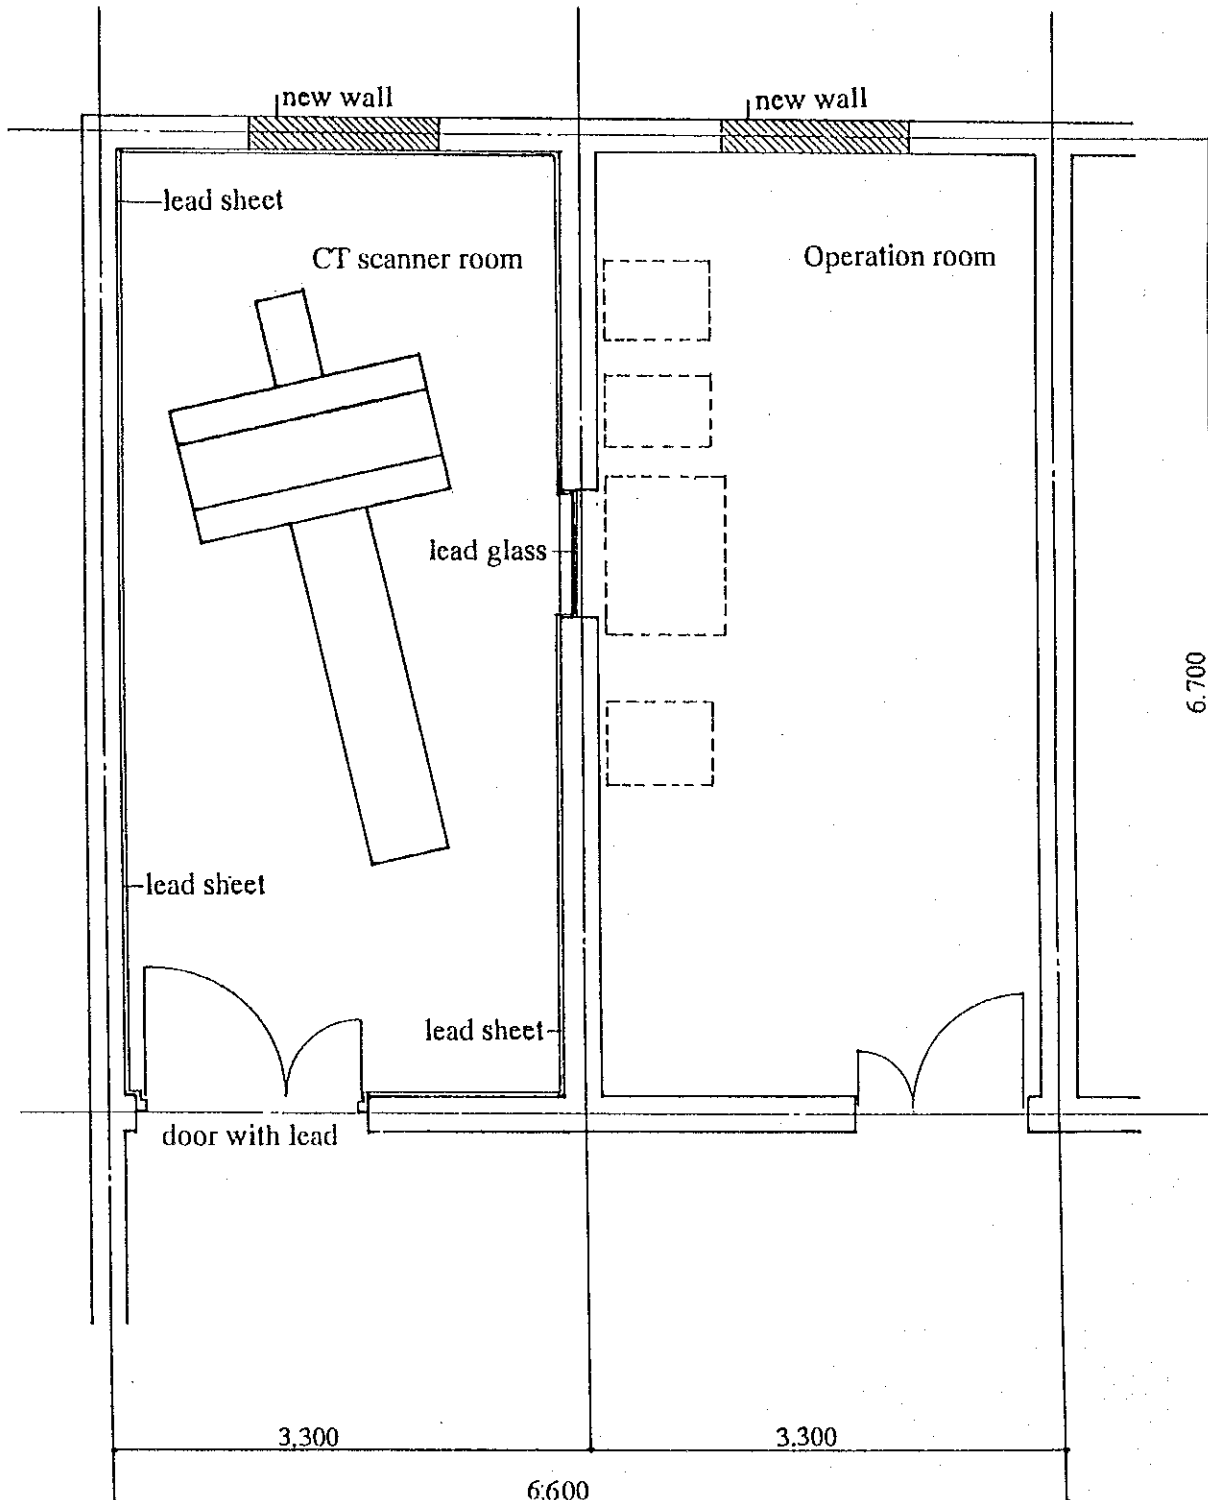 new wall
new wall
lead sheet
CT scanner room
Operation room
lead glass
6.700
lead sheet
lead sheet
door with lead
3,300
3.300
6.600